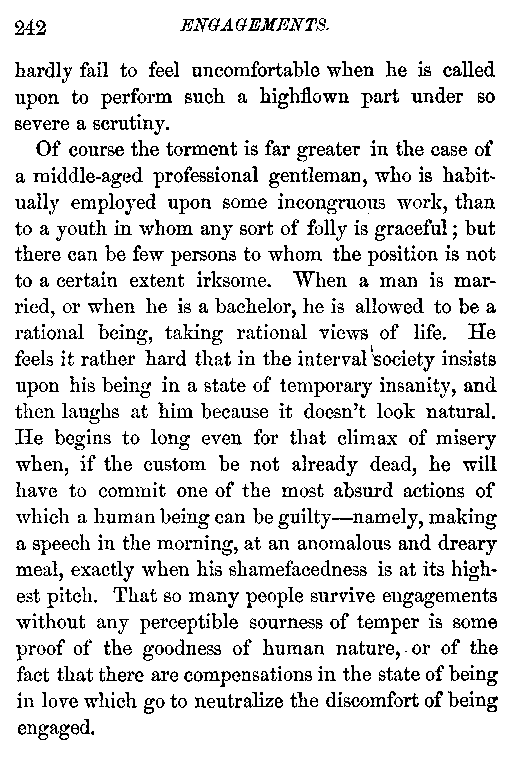 242 ENGAGEMENTS.
hardly fail to feel uncomfortable when he is called
upon to perform such a highflown part under so
severe a scrutiny.
Of course the torment is far greater in the case of
a middle-aged professional gentleman, who is habit-
ually employed upon some incongruous work, than
to a youth in whom any sort of folly is graceful; but
there can be few persons to whom the position is not
to a certain extent irksome. When a man is mar-
ried, or when he is a bachelor, he is allowed to be a
rational being, taking rational views of life. He
feels it rather hard that in the interval society insists
upon his being in a state of temporary insanity, and
then laughs at him because it doesn't look natural.
He begins to long even for that climax of misery
when, if the custom be not already dead, he will
have to commit one of the most absurd actions of
which a human being can be guilty—namely, making
a speech in the morning, at an anomalous and dreary
meal, exactly when his shamefacedness is at its high-
est pitch. That so many people survive engagements
without any perceptible sourness of temper is some
proof of the goodness of human nature, or of the
fact that there are compensations in the state of being
in love which go to neutralize the discomfort of being
engaged.